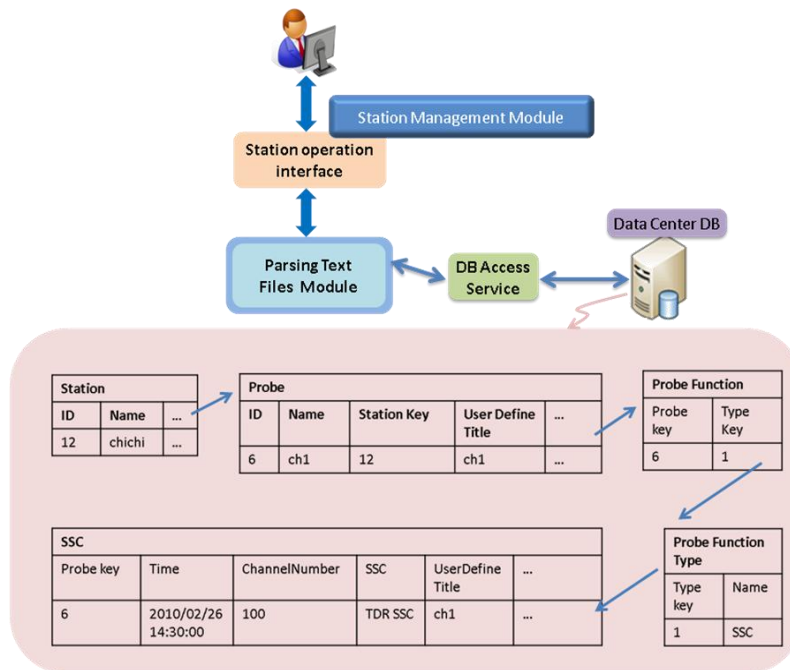 Station Management Module
Station operation
interface
Parsing Text
Files Module
DB Access
Service
Data Center DB
Station
ID Name ...
12 chichi ...
Probe
ID Name Station Key User Define
Title ...
6 ch1 12 ch1 ...
Probe Function
Probe
key Type
Key
6 1
SSC
Probe key Time ChannelNumber SSC UserDefine
Title ...
6 2010/02/26
14:30:00 100 TDR SSC ch1 ...
Probe Function
Type
Type
key Name
1 SSC